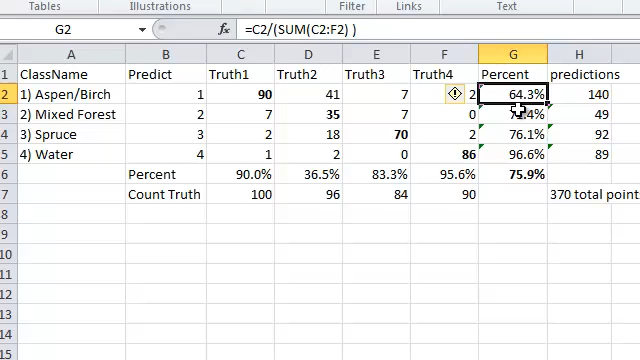 Tables Illustrations Filter Links Text
G2 fx =C2/(SUM(C2:F2) )
A B C D E F G H
1 ClassName Predict Truth1 Truth2 Truth3 Truth4 Percent predictions
2 1) Aspen/Birch 1 90 41 7 2 64.3% 140
3 2) Mixed Forest 2 7 35 7 0 49
4 3) Spruce 3 2 18 70 2 76.1% 92
5 4) Water 4 1 2 0 86 96.6% 89
6 Percent 90.0% 36.5% 83.3% 95.6% 75.9%
7 Count Truth 100 96 84 90 370 total points
8
9
10
11
12
13
14
15